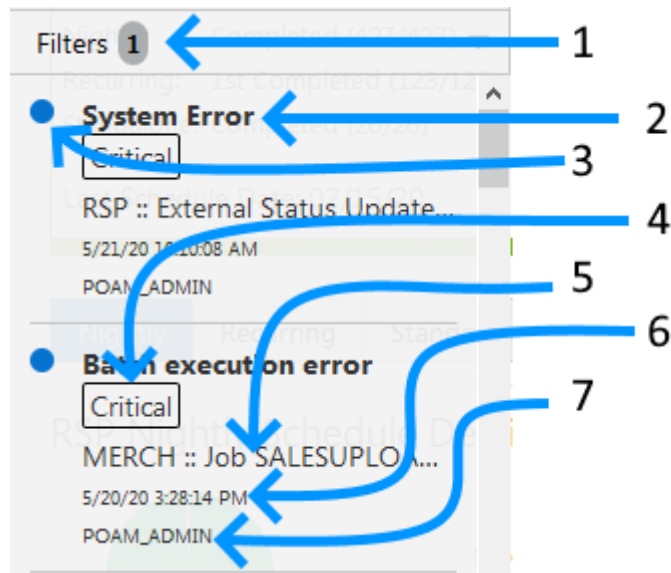 Filters 1
1
System Error
2
Critical
3
RSP :: External Status Update...
4
5/21/20 10:10:08 AM
POAM_ADMIN
5
6
Nightly Recurring
Batch execution error
Critical
7
MERCH :: Job SALESUPLOA...
5/20/20 3:28:14 PM
POAM_ADMIN